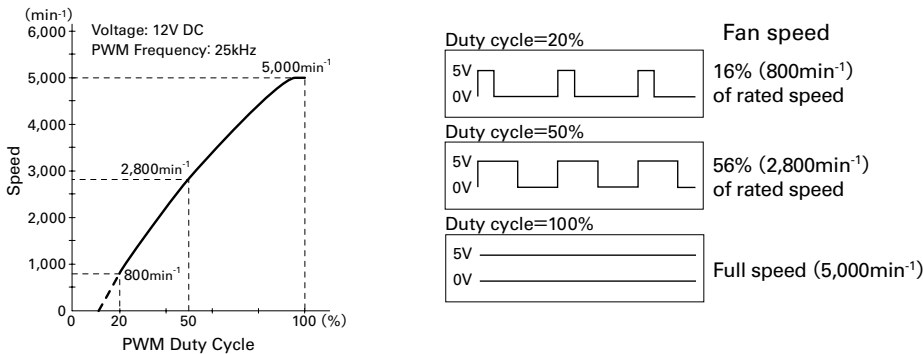 (min⁻¹)
6,000
5,000
4,000
3,000
2,000
1,000
0
Speed
Voltage: 12V DC
PWM Frequency: 25kHz
5,000min⁻¹
2,800min⁻¹
800min⁻¹
0 20 50 100 (%)
PWM Duty Cycle
Fan speed
Duty cycle=20%
5V
0V
16% (800min⁻¹)
of rated speed
Duty cycle=50%
5V
0V
56% (2,800min⁻¹)
of rated speed
Duty cycle=100%
5V
0V
Full speed (5,000min⁻¹)